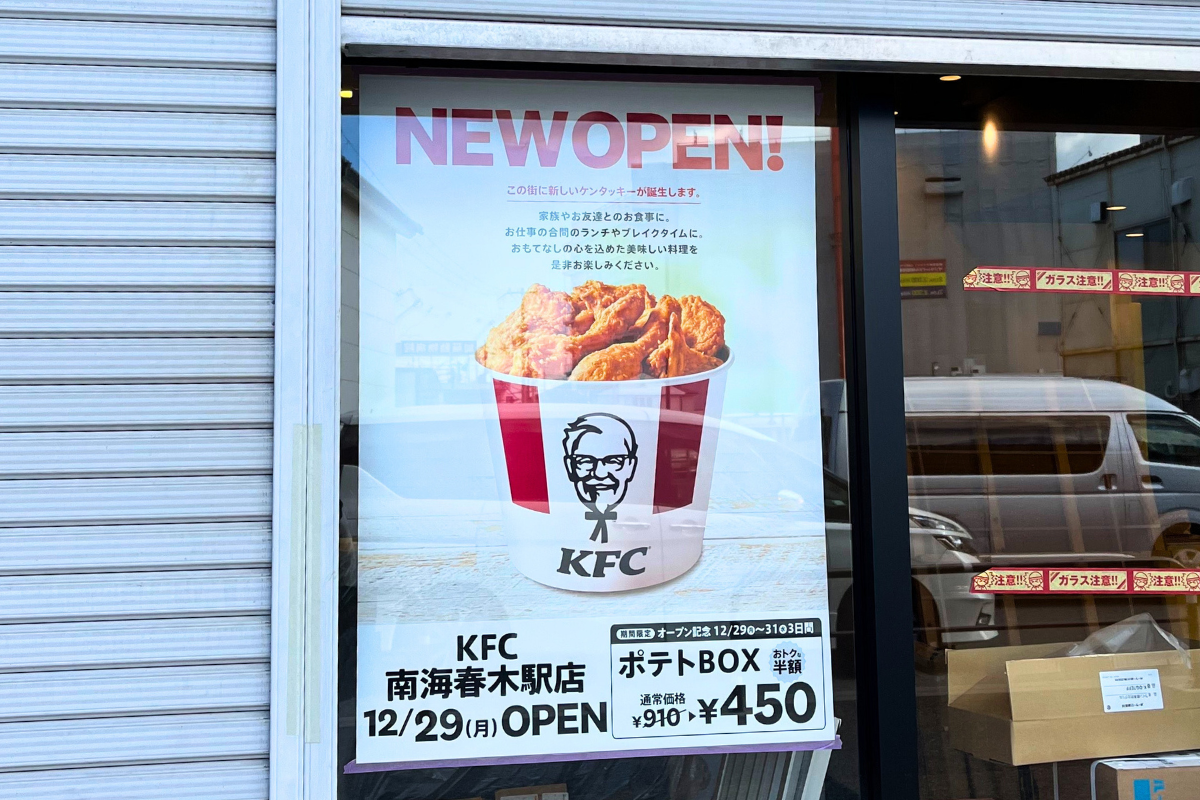 NEW OPEN!
この街に新しいケンタッキーが誕生します。
家族やお友達とのお食事に。
お仕事の合間のランチやブレイクタイムに。
おもてなしの心を込めた美味しい料理を
是非お楽しみください。
KFC
KFC
南海春木駅店
12/29(月)OPEN
期間限定 オープン記念 12/29(月)〜31(水)3日間
ポテトBOX おトクな 半額
通常価格
¥910 ¥450
注意!! ガラス注意!! 注意!!
注意!! ガラス注意!! 注意!!